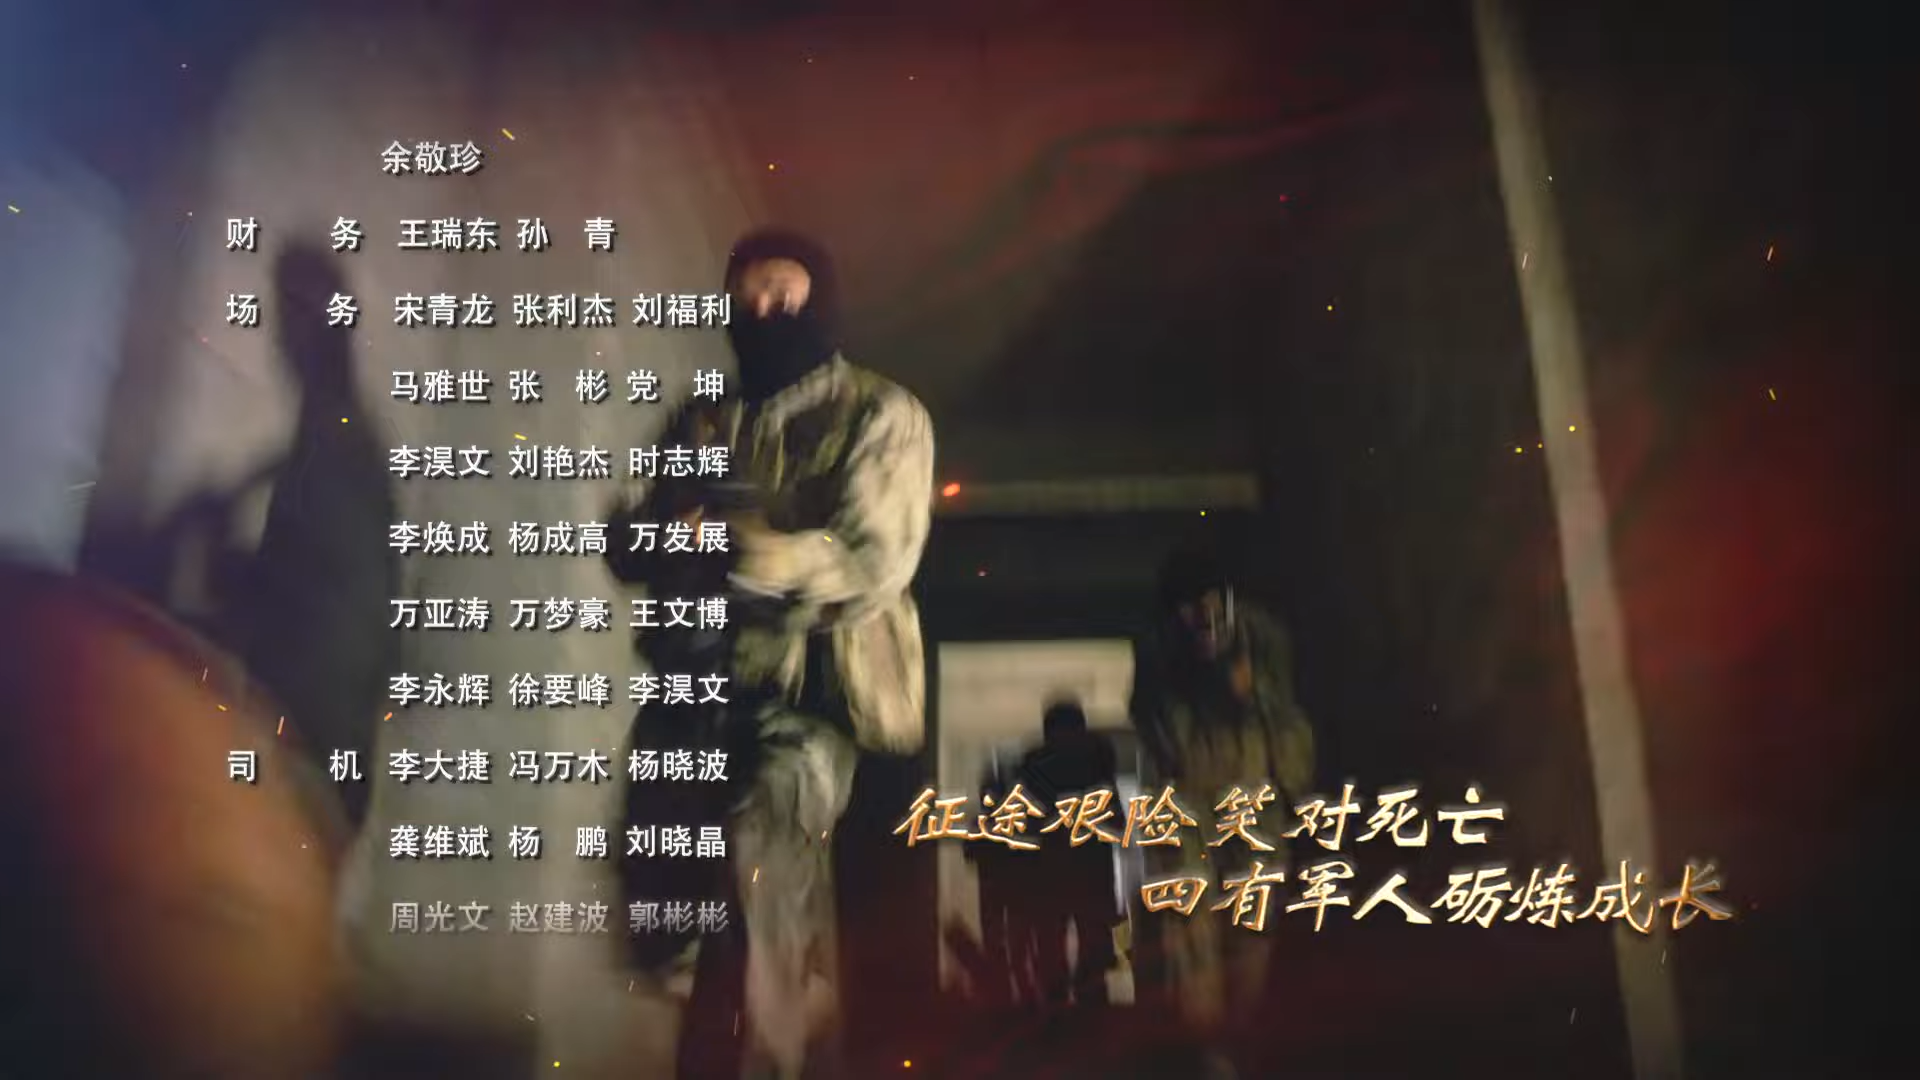 余敬珍
财 务 王瑞东 孙 青
场 务 宋青龙 张利杰 刘福利
马雅世 张 彬 党 坤
李淏文 刘艳杰 时志辉
李焕成 杨成高 万发展
万亚涛 万梦豪 王文博
李永辉 徐要峰 李淏文
司 机 李大捷 冯万木 杨晓波
龚维斌 杨 鹏 刘晓晶
周光文 赵建波 郭彬彬
征途艰险笑对死亡
四有军人砺炼成长